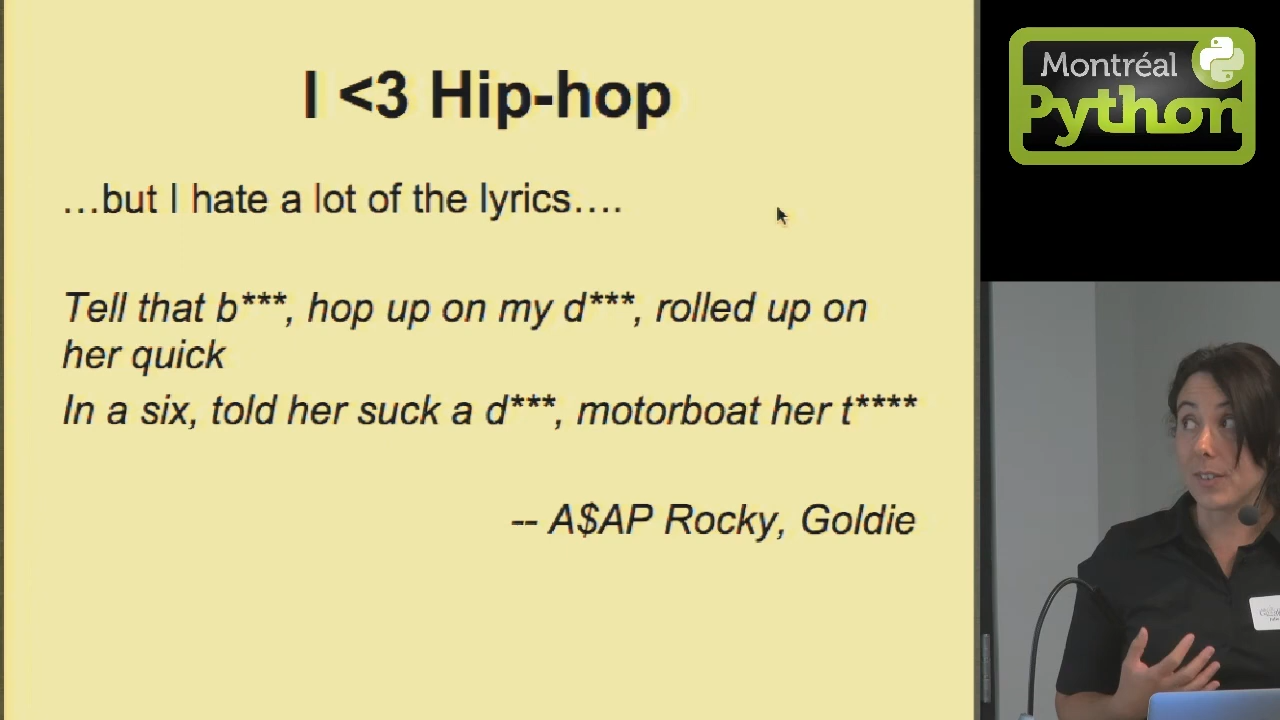 I <3 Hip-hop
…but I hate a lot of the lyrics….
Tell that b***, hop up on my d***, rolled up on
her quick
In a six, told her suck a d***, motorboat her t****
-- A$AP Rocky, Goldie
Montréal
Python